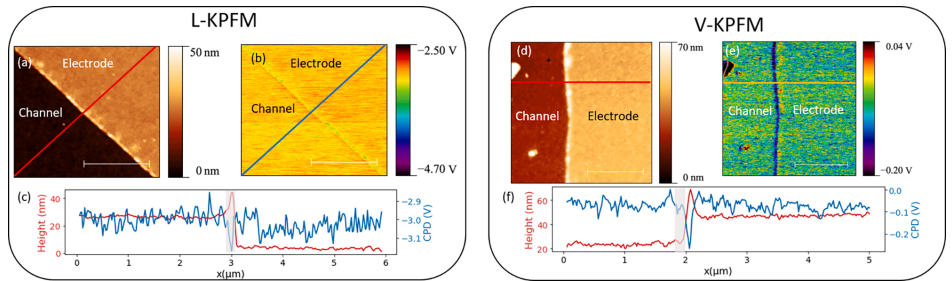 L-KPFM
(a)
Electrode
Channel
50 nm
0 nm
(b)
Electrode
Channel
−2.50 V
−4.70 V
(c)
Height (nm)
40
20
0
−2.9
−3.0
−3.1
CPD (V)
0 1 2 3 4 5 6
x(μm)
V-KPFM
(d)
Channel
Electrode
70 nm
0 nm
(e)
Channel
Electrode
0.04 V
−0.20 V
(f)
Height (nm)
60
40
20
0.0
−0.1
−0.2
CPD (V)
0 1 2 3 4 5
x(μm)